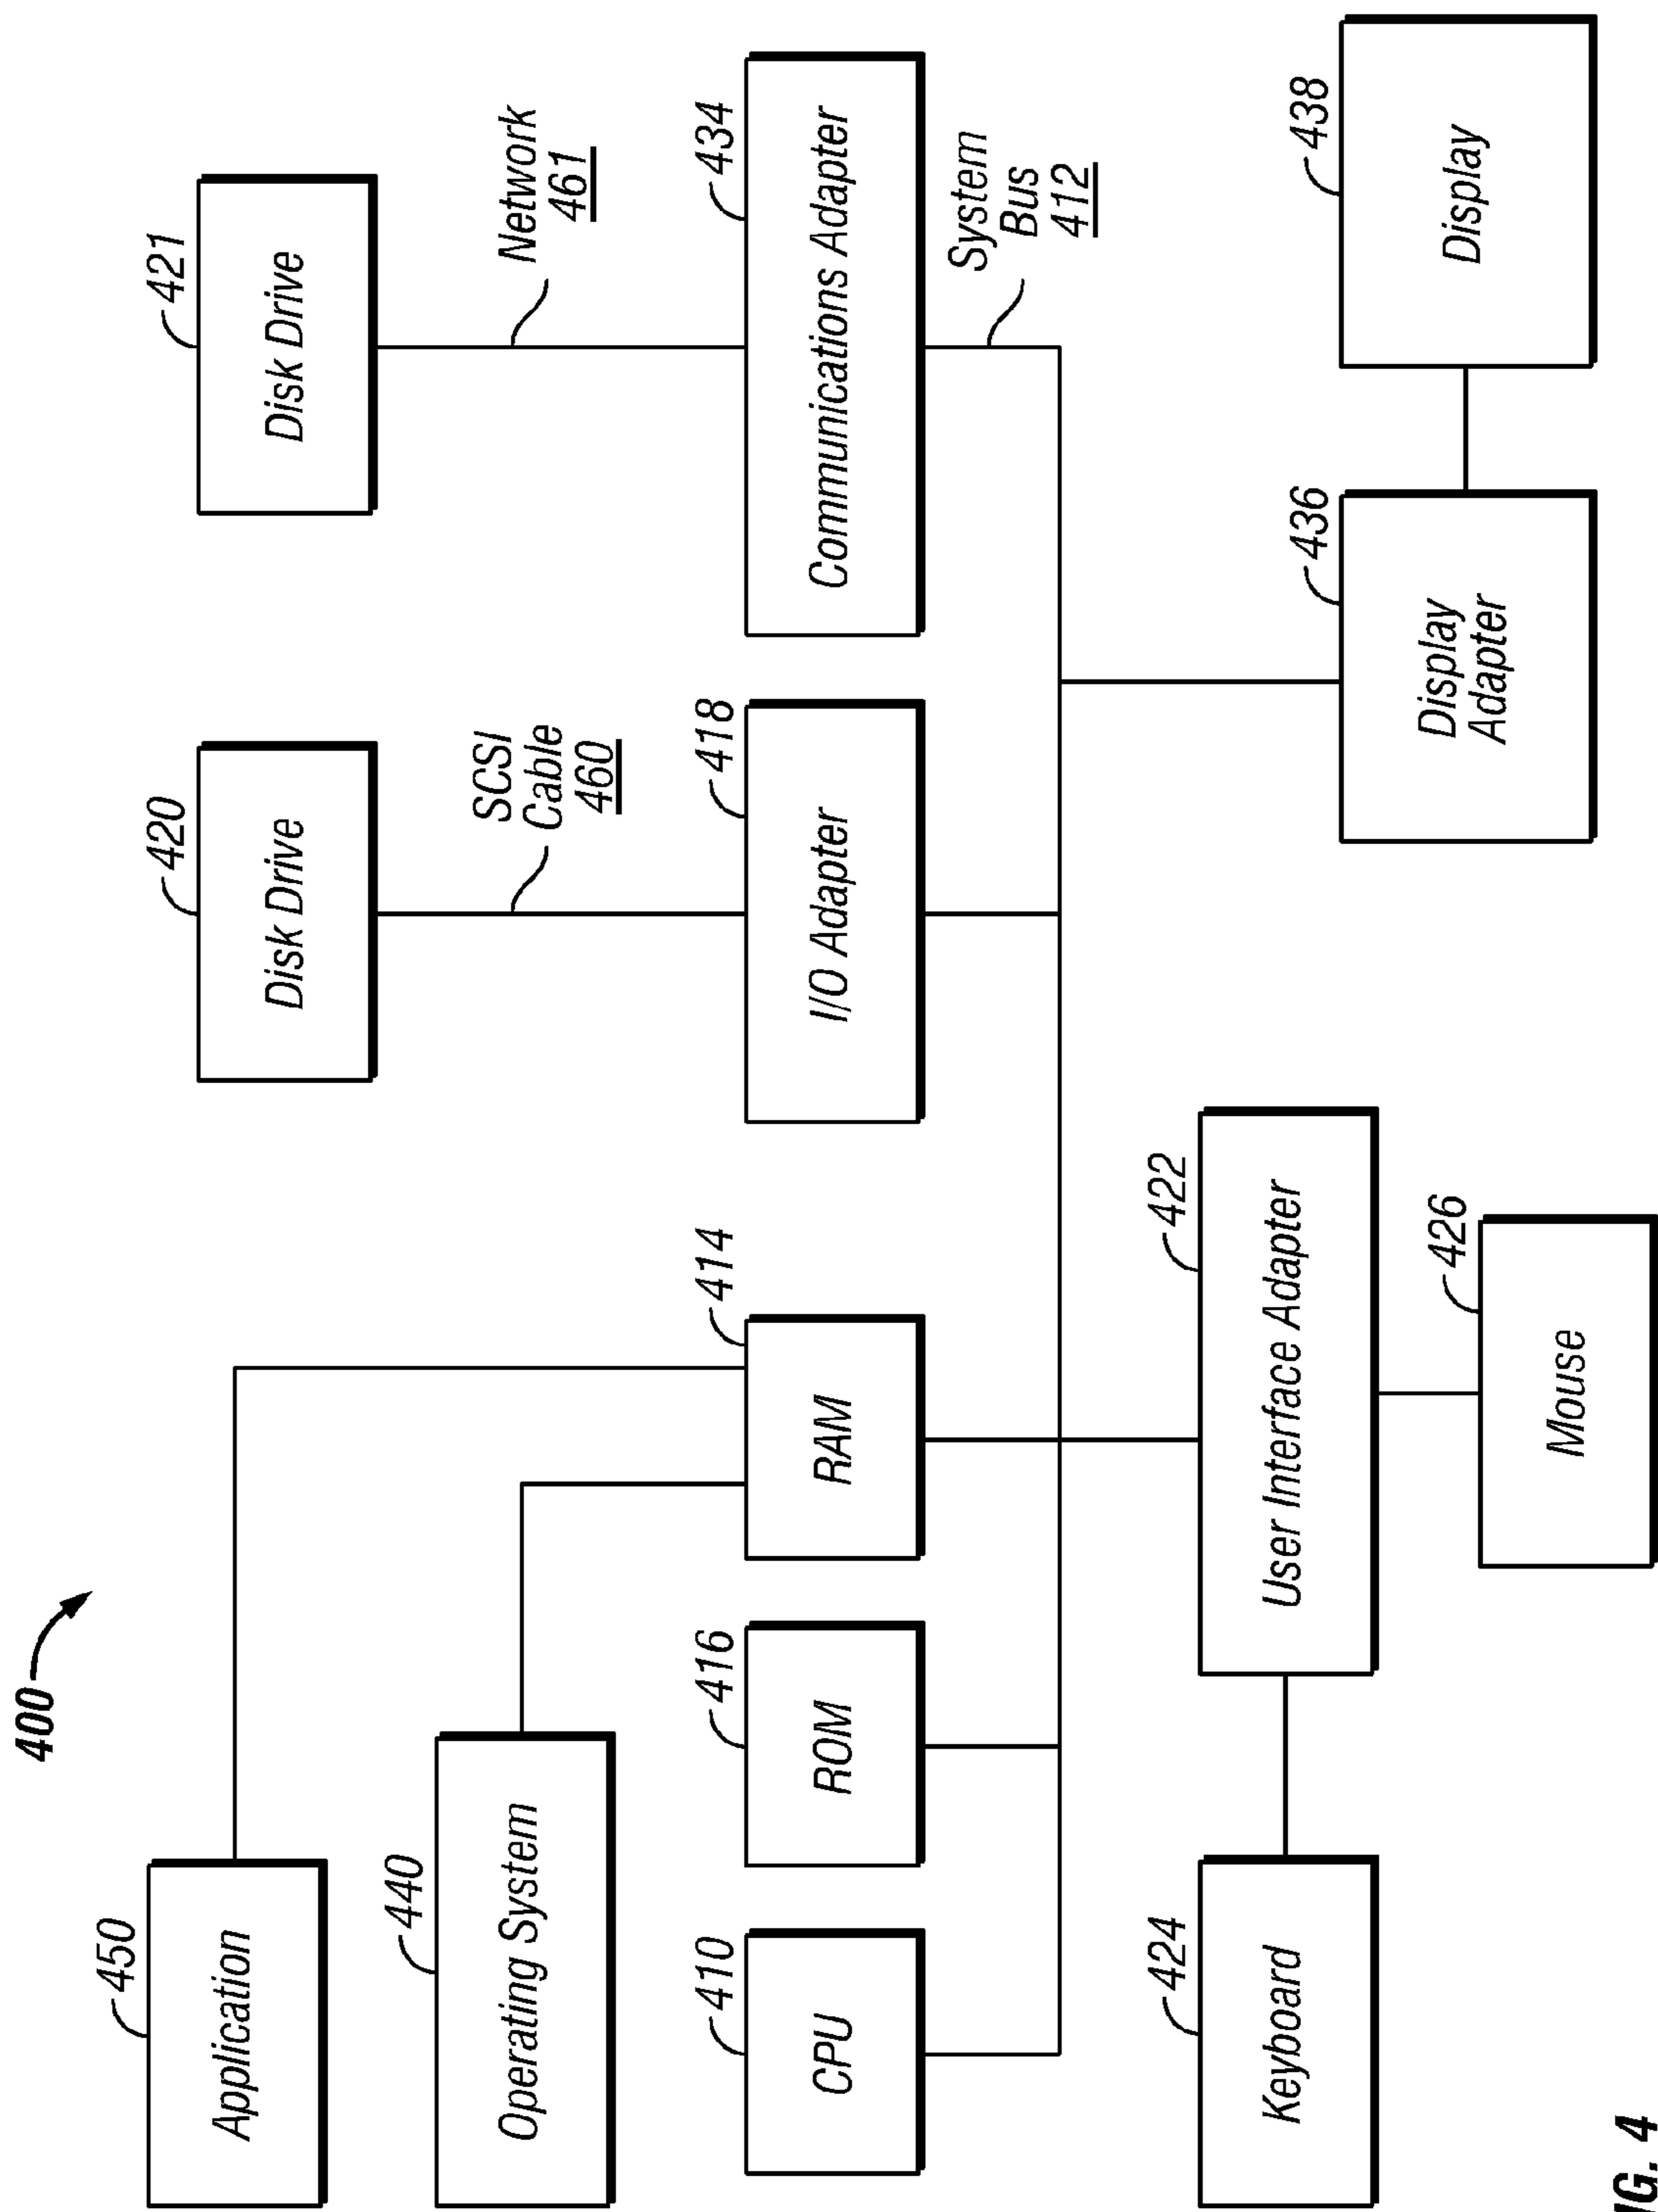 400
450
Application
440
Operating System
420
Disk Drive
421
Disk Drive
SCSI
Cable
460
Network
461
410
CPU
416
ROM
414
RAM
418
I/O Adapter
434
Communications Adapter
System
Bus
412
424
Keyboard
422
User Interface Adapter
426
Mouse
436
Display
Adapter
438
Display
IG. 4